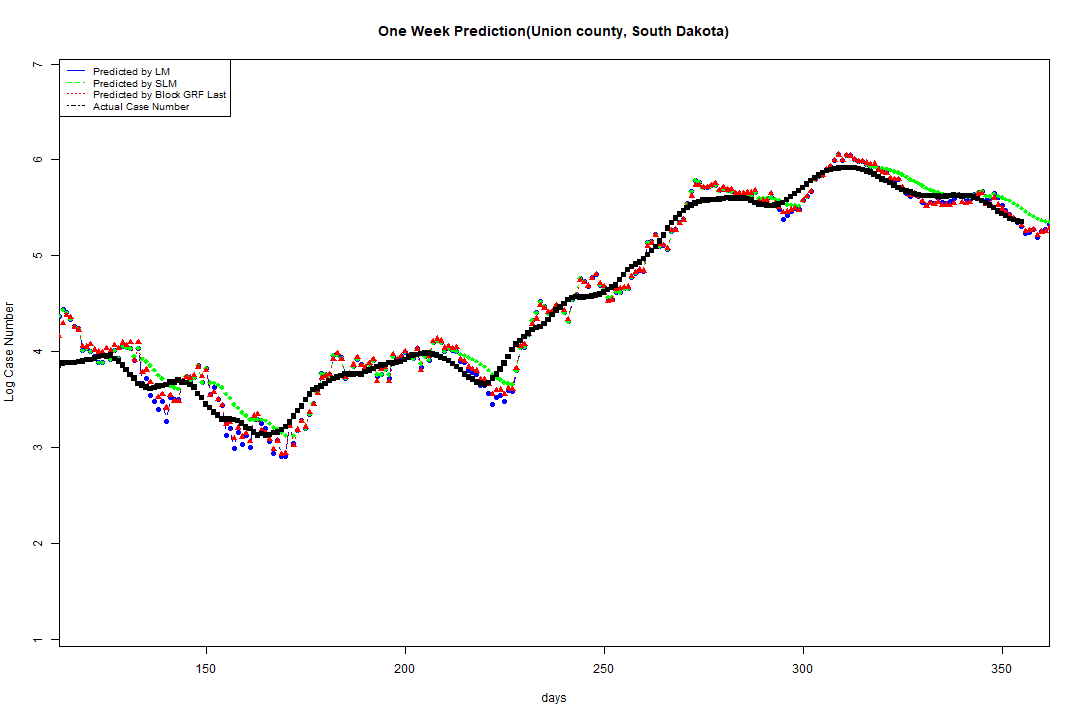 One Week Prediction(Union county, South Dakota)
Predicted by LM
Predicted by SLM
Predicted by Block GRF Last
Actual Case Number
7
6
5
4
3
2
1
Log Case Number
150 200 250 300 350
days